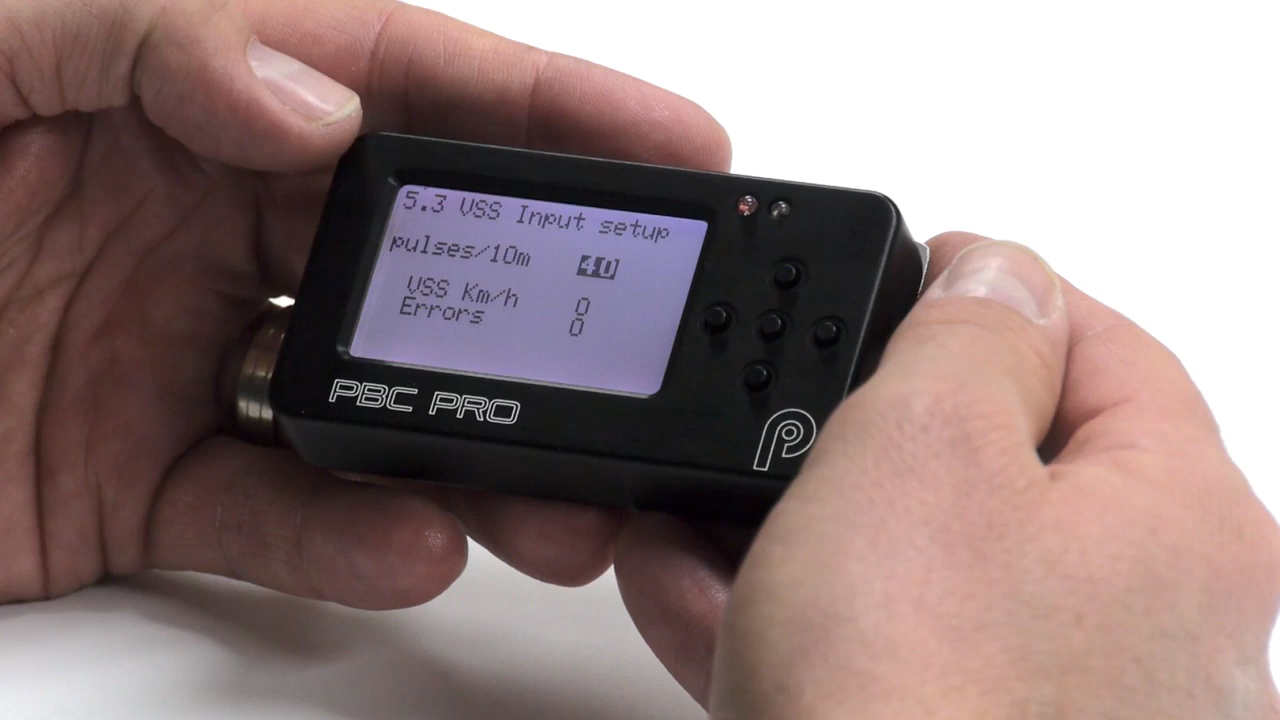 5.3 VSS Input setup
pulses/10m 40
VSS Km/h 0
Errors 0
PBC PRO